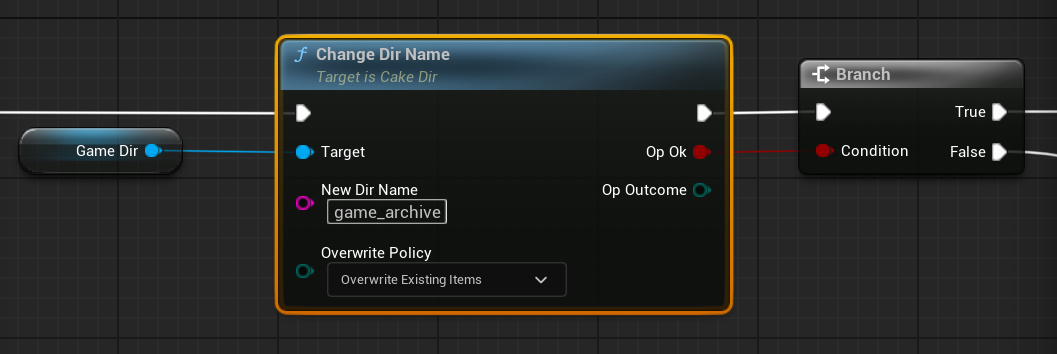 f Change Dir Name
Target is Cake Dir
Branch
True
Game Dir
Target
Op Ok
Condition
False
New Dir Name
game_archive
Op Outcome
Overwrite Policy
Overwrite Existing Items